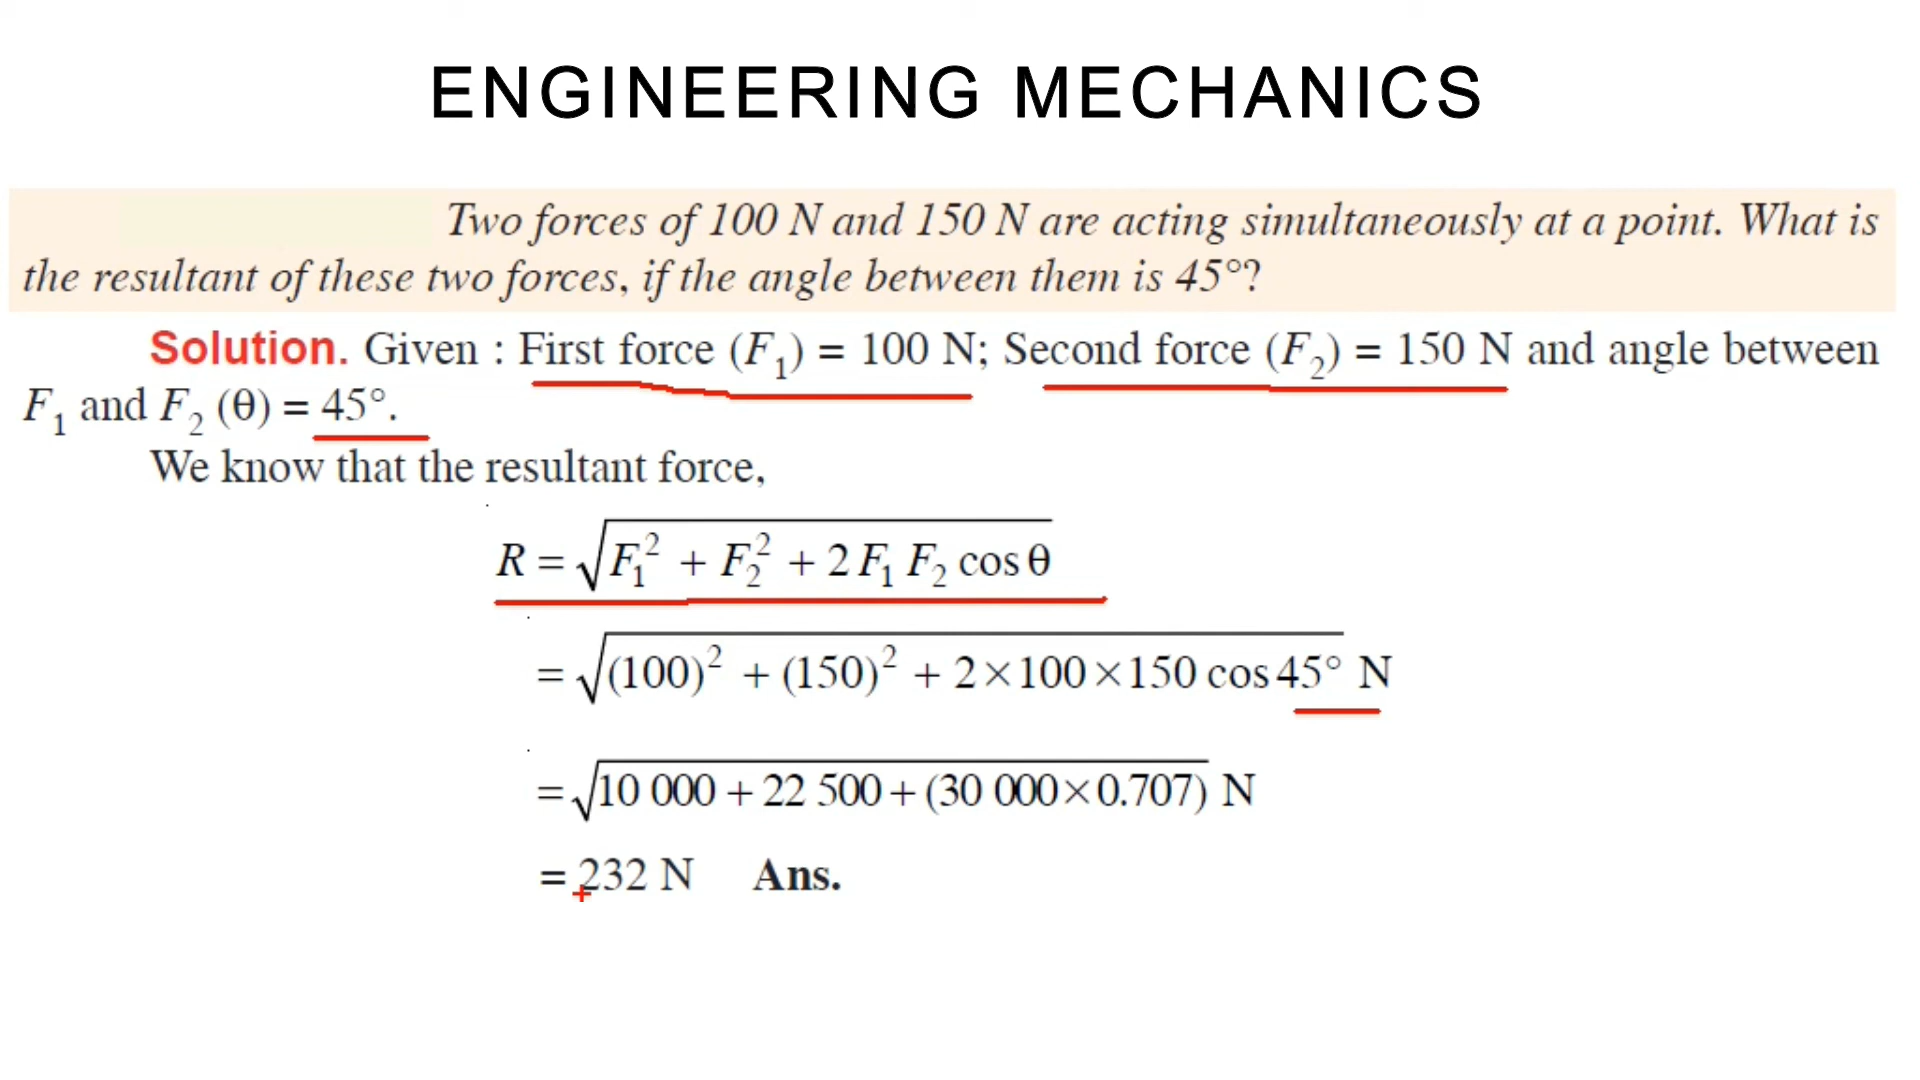 ENGINEERING MECHANICS
Two forces of 100 N and 150 N are acting simultaneously at a point. What is
the resultant of these two forces, if the angle between them is 45°?
Solution. Given : First force (F₁) = 100 N; Second force (F₂) = 150 N and angle between
F₁ and F₂ (θ) = 45°.
We know that the resultant force,
R = √(F₁² + F₂² + 2 F₁ F₂ cos θ)
= √((100)² + (150)² + 2 × 100 × 150 cos 45°) N
= √(10 000 + 22 500 + (30 000 × 0.707)) N
= 232 N Ans.